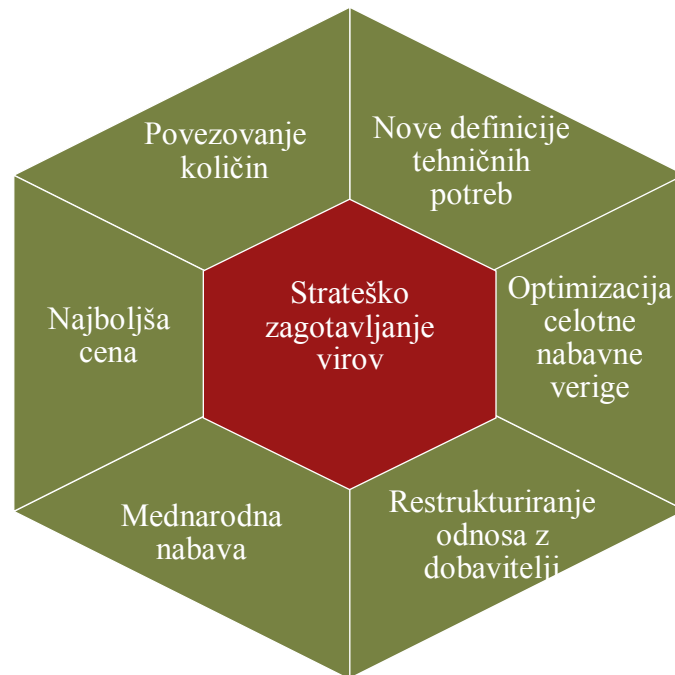 Povezovanje
količin
Nove definicije
tehničnih
potreb
Najboljša
cena
Strateško
zagotavljanje
virov
Optimizacija
celotne
nabavne
verige
Mednarodna
nabava
Restrukturiranje
odnosa z
dobavitelji